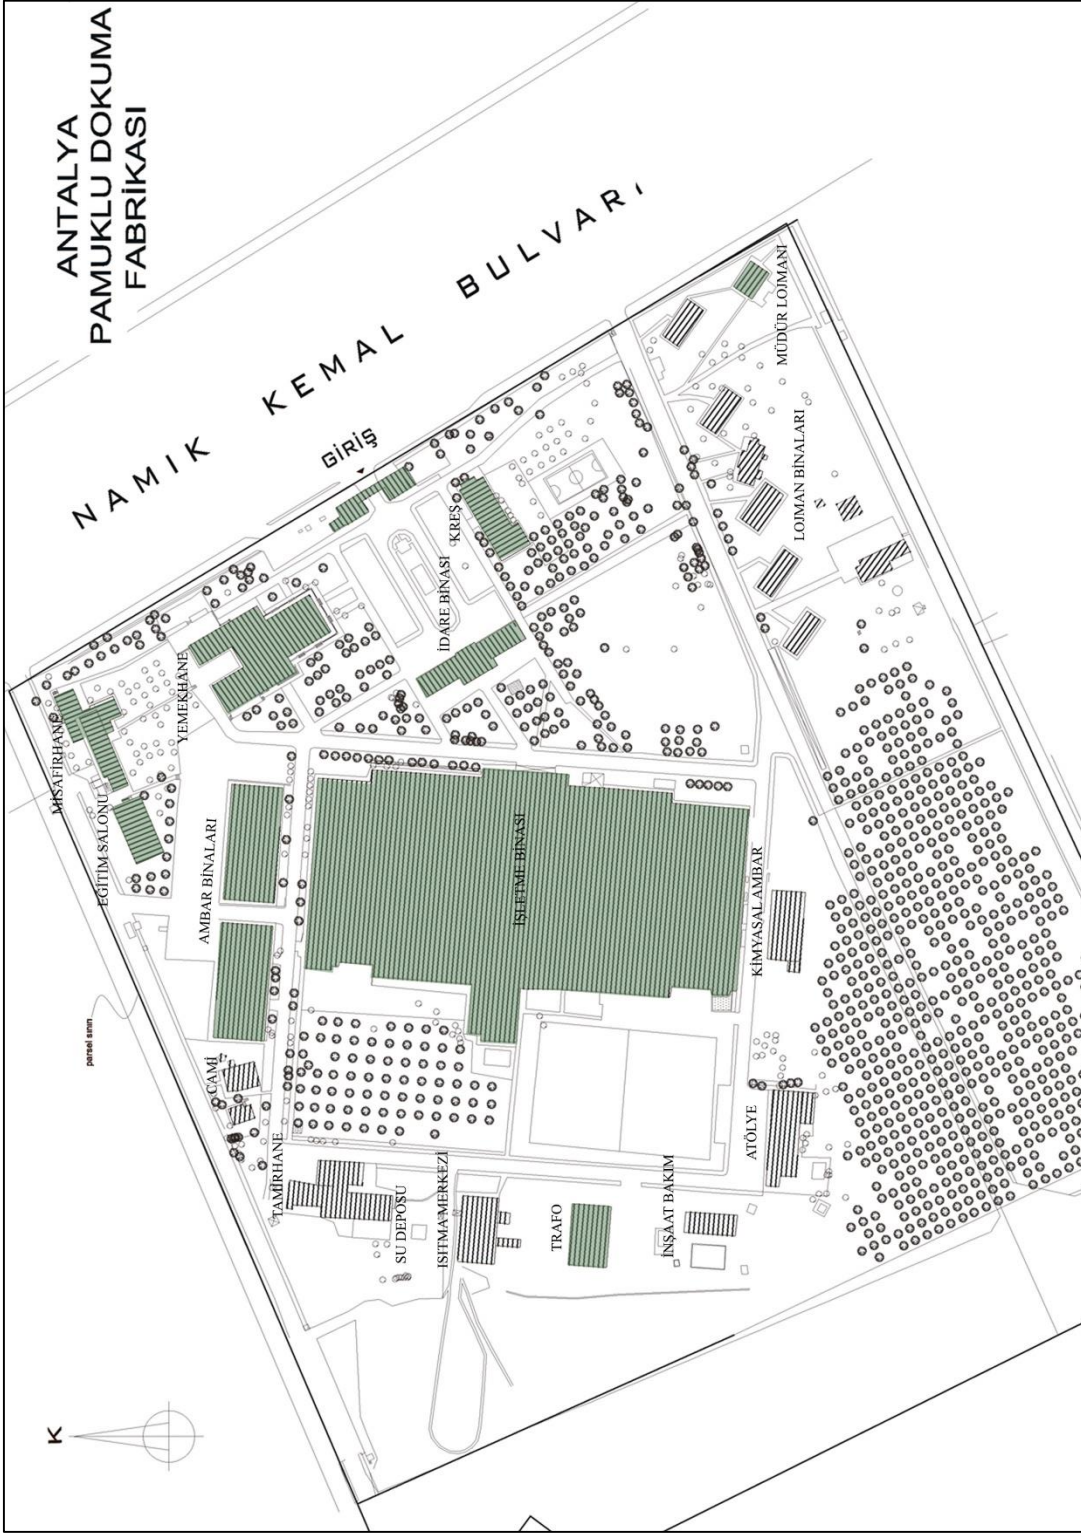 ANTALYA
PAMUKLU DOKUMA
FABRİKASI
NAMIK KEMAL BULVARI
GİRİŞ
MİSAFİRHANE
EĞİTİM SALONU
YEMEKHANE
AMBAR BİNALARI
CAMİ
TAMİRHANE
SU DEPOSU
ISITMA MERKEZİ
TRAFO
İNŞAAT BAKIM
ATÖLYE
KİMYASAL AMBAR
İŞLETME BİNASI
İDARE BİNASI
KREŞ
LOJMAN BİNALARI
MÜDÜR LOJMANI
parsel sınırı
K